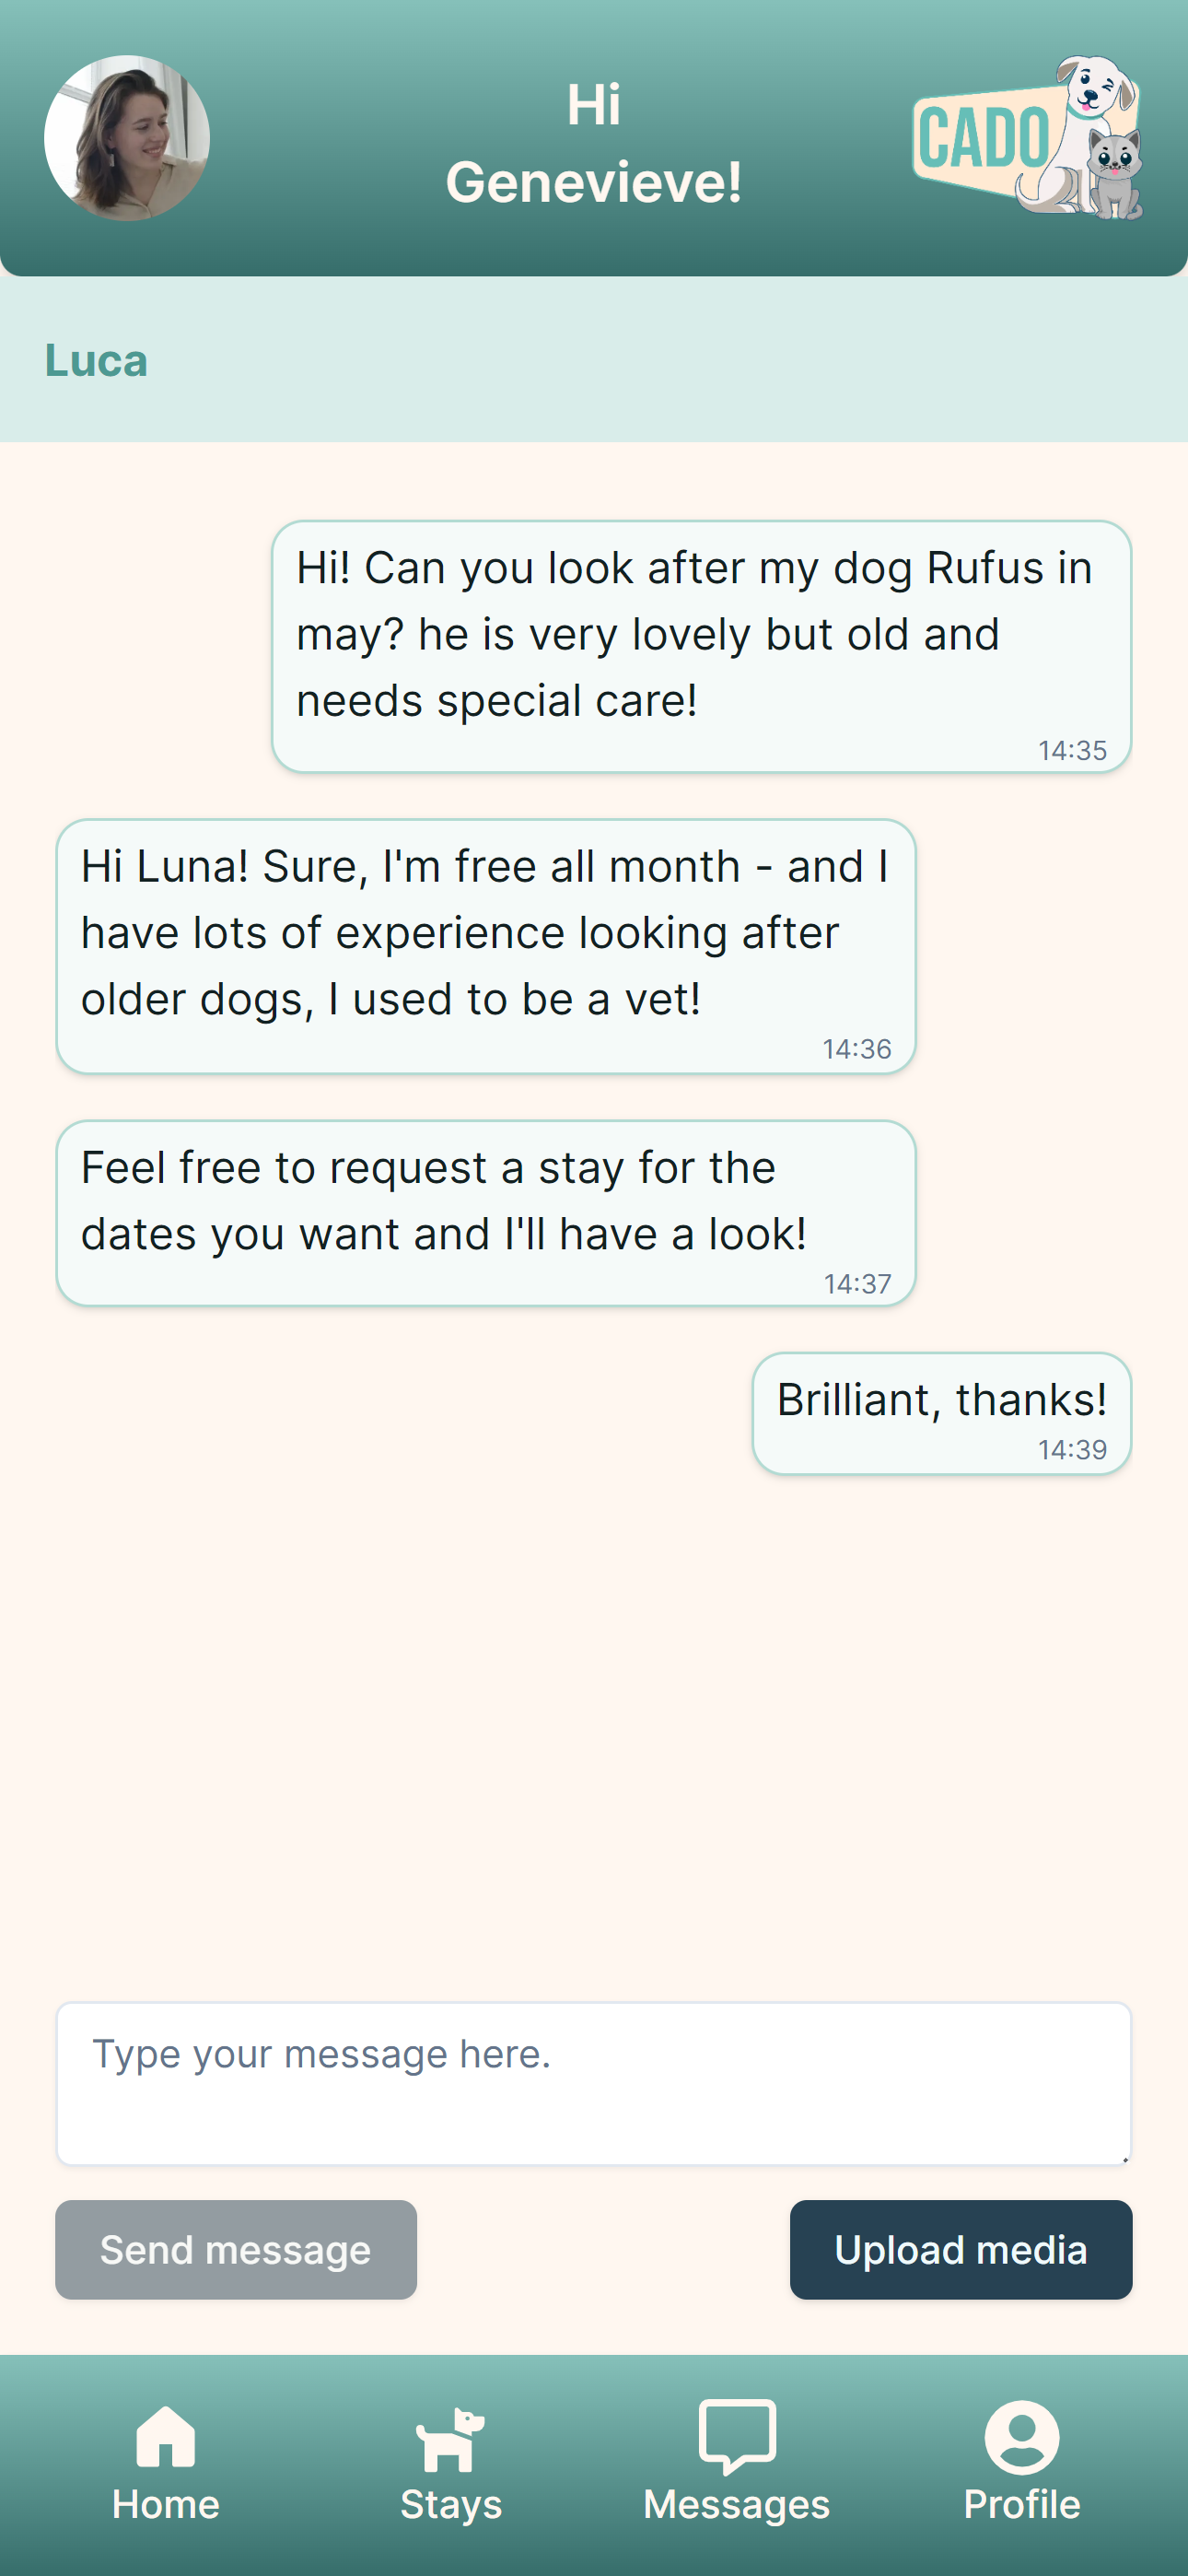 Hi
Genevieve!
CADO
Luca
Hi! Can you look after my dog Rufus in
may? he is very lovely but old and
needs special care!
14:35
Hi Luna! Sure, I'm free all month - and I
have lots of experience looking after
older dogs, I used to be a vet!
14:36
Feel free to request a stay for the
dates you want and I'll have a look!
14:37
Brilliant, thanks!
14:39
Type your message here.
Send message
Upload media
Home
Stays
Messages
Profile